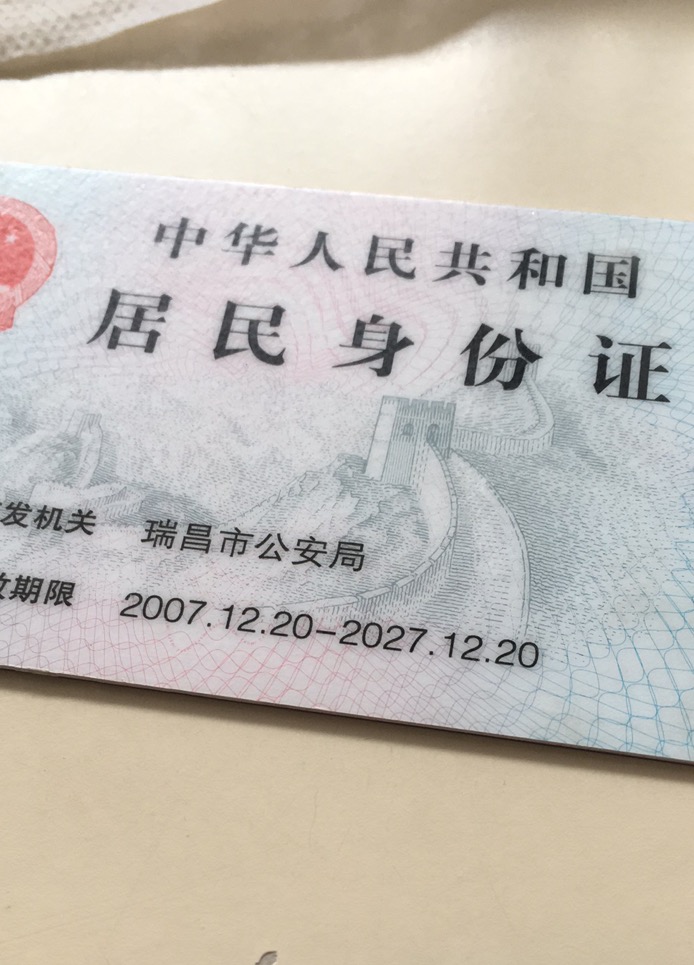 中华人民共和国
居民身份证
发机关 瑞昌市公安局
期限 2007.12.20-2027.12.20